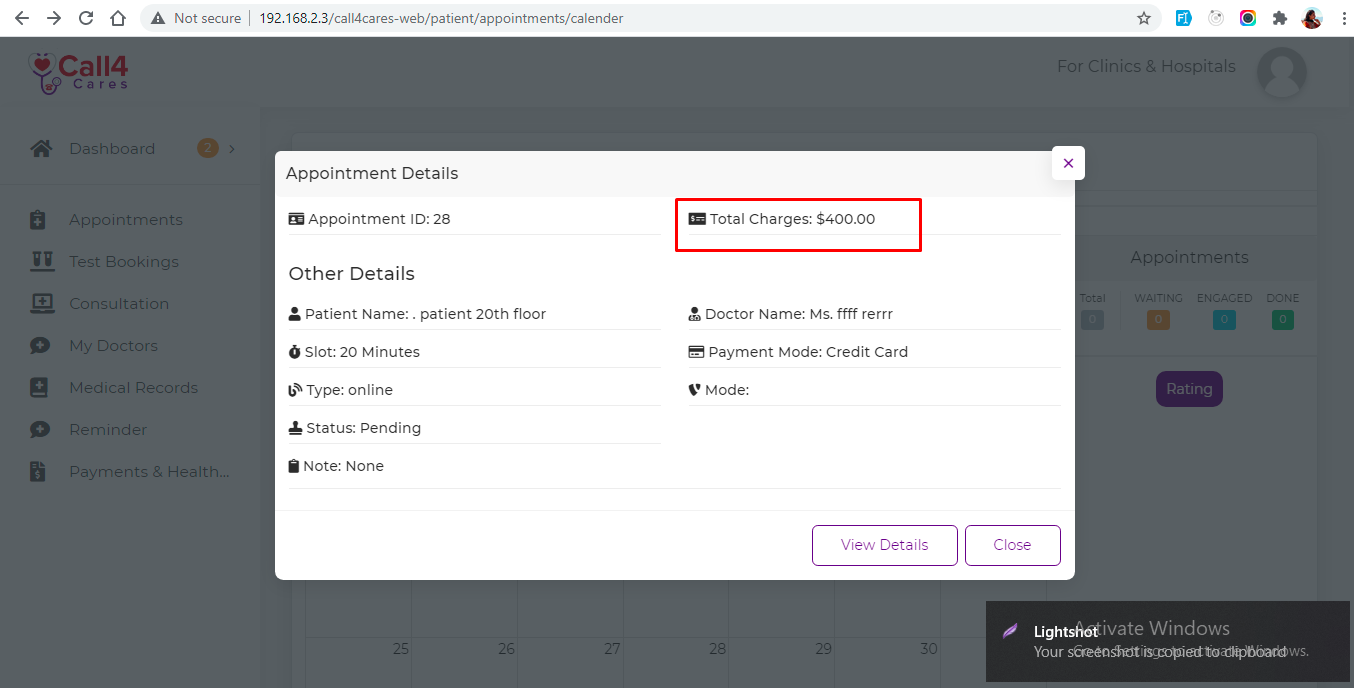 Not secure
192.168.2.3/call4cares-web/patient/appointments/calender
Call4
Cares
For Clinics & Hospitals
Dashboard
2
Appointments
Test Bookings
Consultation
My Doctors
Medical Records
Reminder
Payments & Health...
Appointment Details
Appointment ID: 28
Total Charges: $400.00
Other Details
Patient Name: . patient 20th floor
Doctor Name: Ms. ffff rerrr
Slot: 20 Minutes
Payment Mode: Credit Card
Type: online
Mode:
Status: Pending
Note: None
View Details
Close
Appointments
Total
WAITING
ENGAGED
DONE
0
0
0
0
Rating
25
26
27
28
29
30
Activate Windows
Go to Settings to activate Windows.
Lightshot
Your screenshot is copied to clipboard